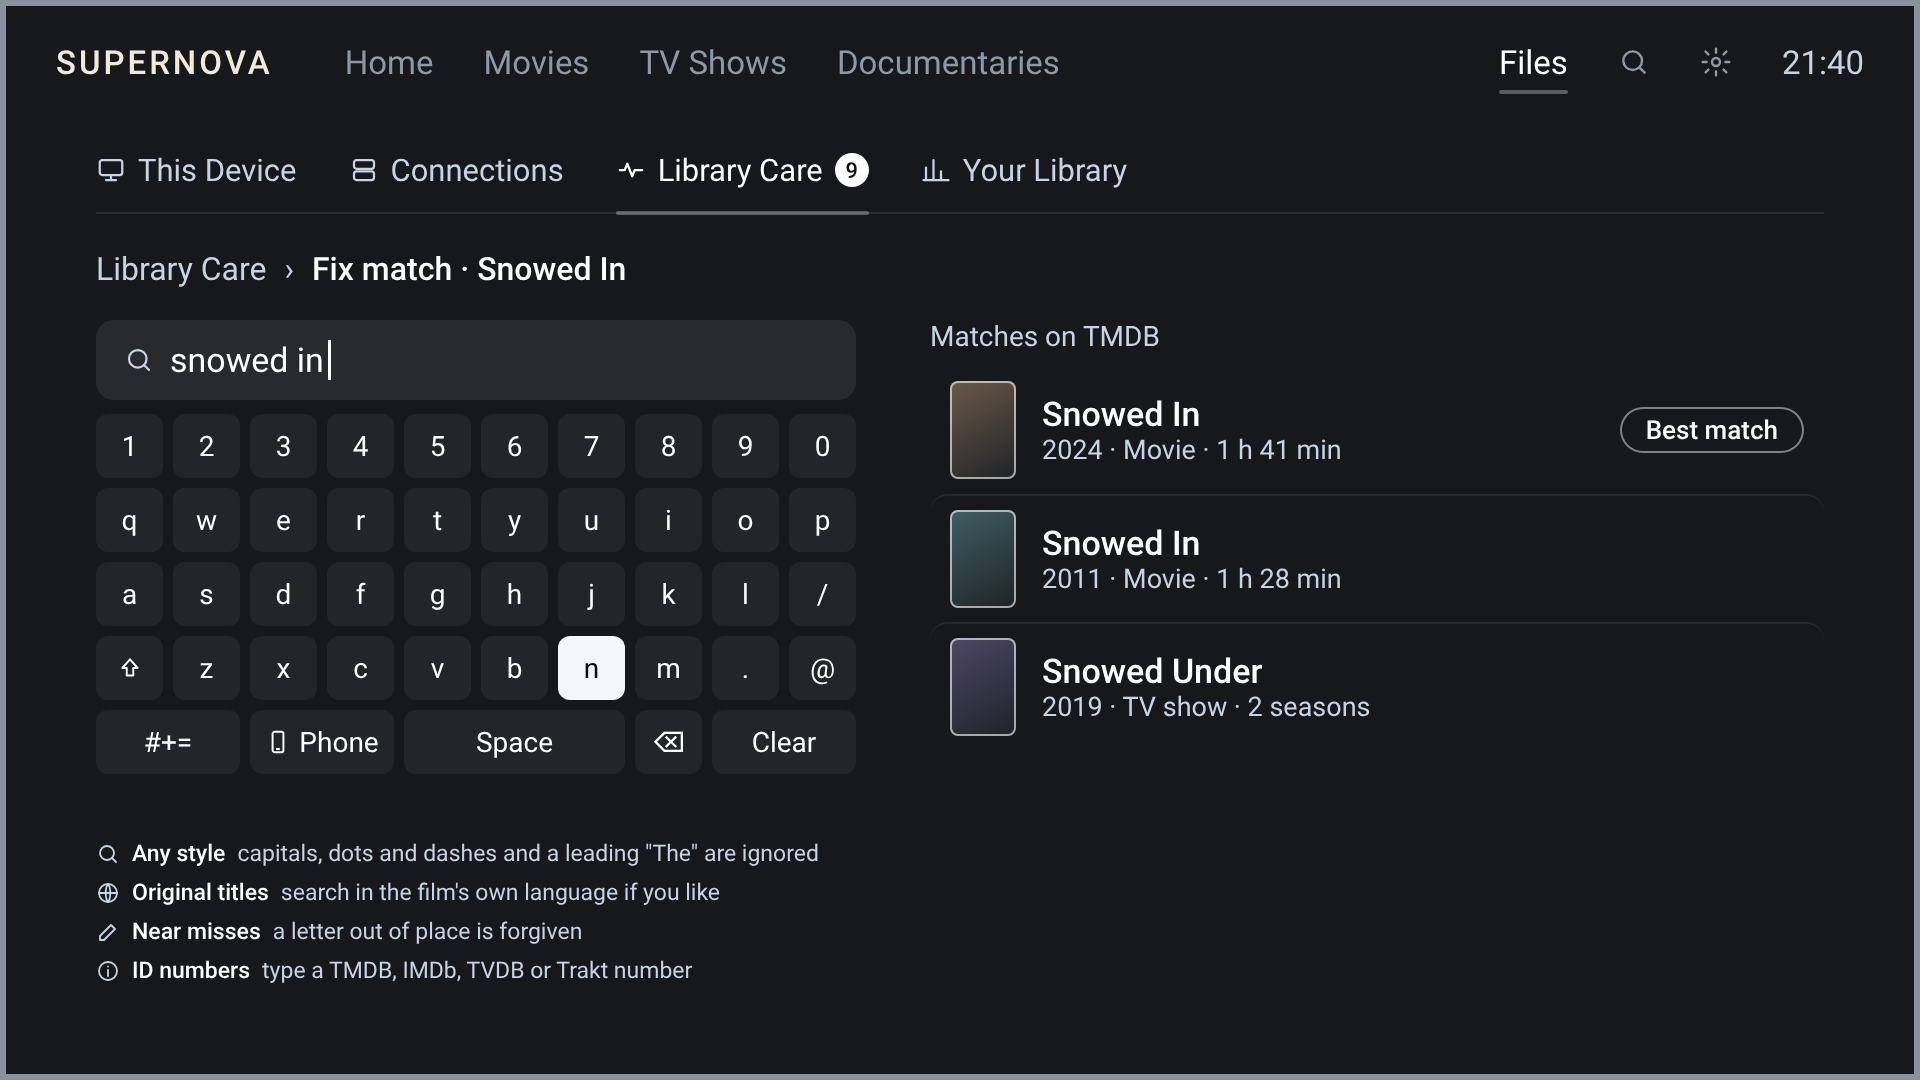 SUPERNOVA Home Movies TV Shows Documentaries Files 21:40
This Device Connections Library Care 9 Your Library
Library Care › Fix match · Snowed In
snowed in
1 2 3 4 5 6 7 8 9 0
q w e r t y u i o p
a s d f g h j k l /
z x c v b n m . @
#+= Phone Space Clear
Any style capitals, dots and dashes and a leading "The" are ignored
Original titles search in the film's own language if you like
Near misses a letter out of place is forgiven
ID numbers type a TMDB, IMDb, TVDB or Trakt number
Matches on TMDB
Snowed In
2024 · Movie · 1 h 41 min
Best match
Snowed In
2011 · Movie · 1 h 28 min
Snowed Under
2019 · TV show · 2 seasons